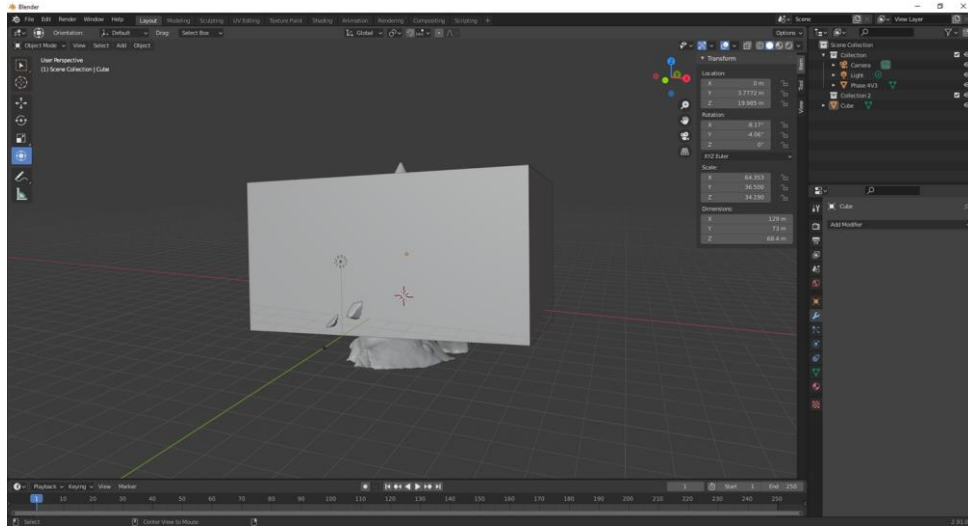 Blender
File Edit Render Window Help Layout Modeling Sculpting UV Editing Texture Paint Shading Animation Rendering Compositing Scripting + Scene View Layer
Orientation: Default Drag: Select Box Global Options
Object Mode View Select Add Object
User Perspective
(1) Scene Collection | Cube
Transform
Location:
X 0 m
Y 3.7772 m
Z 19.985 m
Rotation:
X 8.17°
Y -4.06°
Z 0°
XYZ Euler
Scale:
X 64.353
Y 36.500
Z 34.190
Dimensions:
X 129 m
Y 73 m
Z 68.4 m
Item
Tool
View
Scene Collection
Collection
Camera
Light
Phase 4V3
Collection 2
Cube
Cube
Add Modifier
Playback Keying View Marker 1 Start 1 End 250
1 10 20 30 40 50 60 70 80 90 100 110 120 130 140 150 160 170 180 190 200 210 220 230 240 250
Select Center View to Mouse